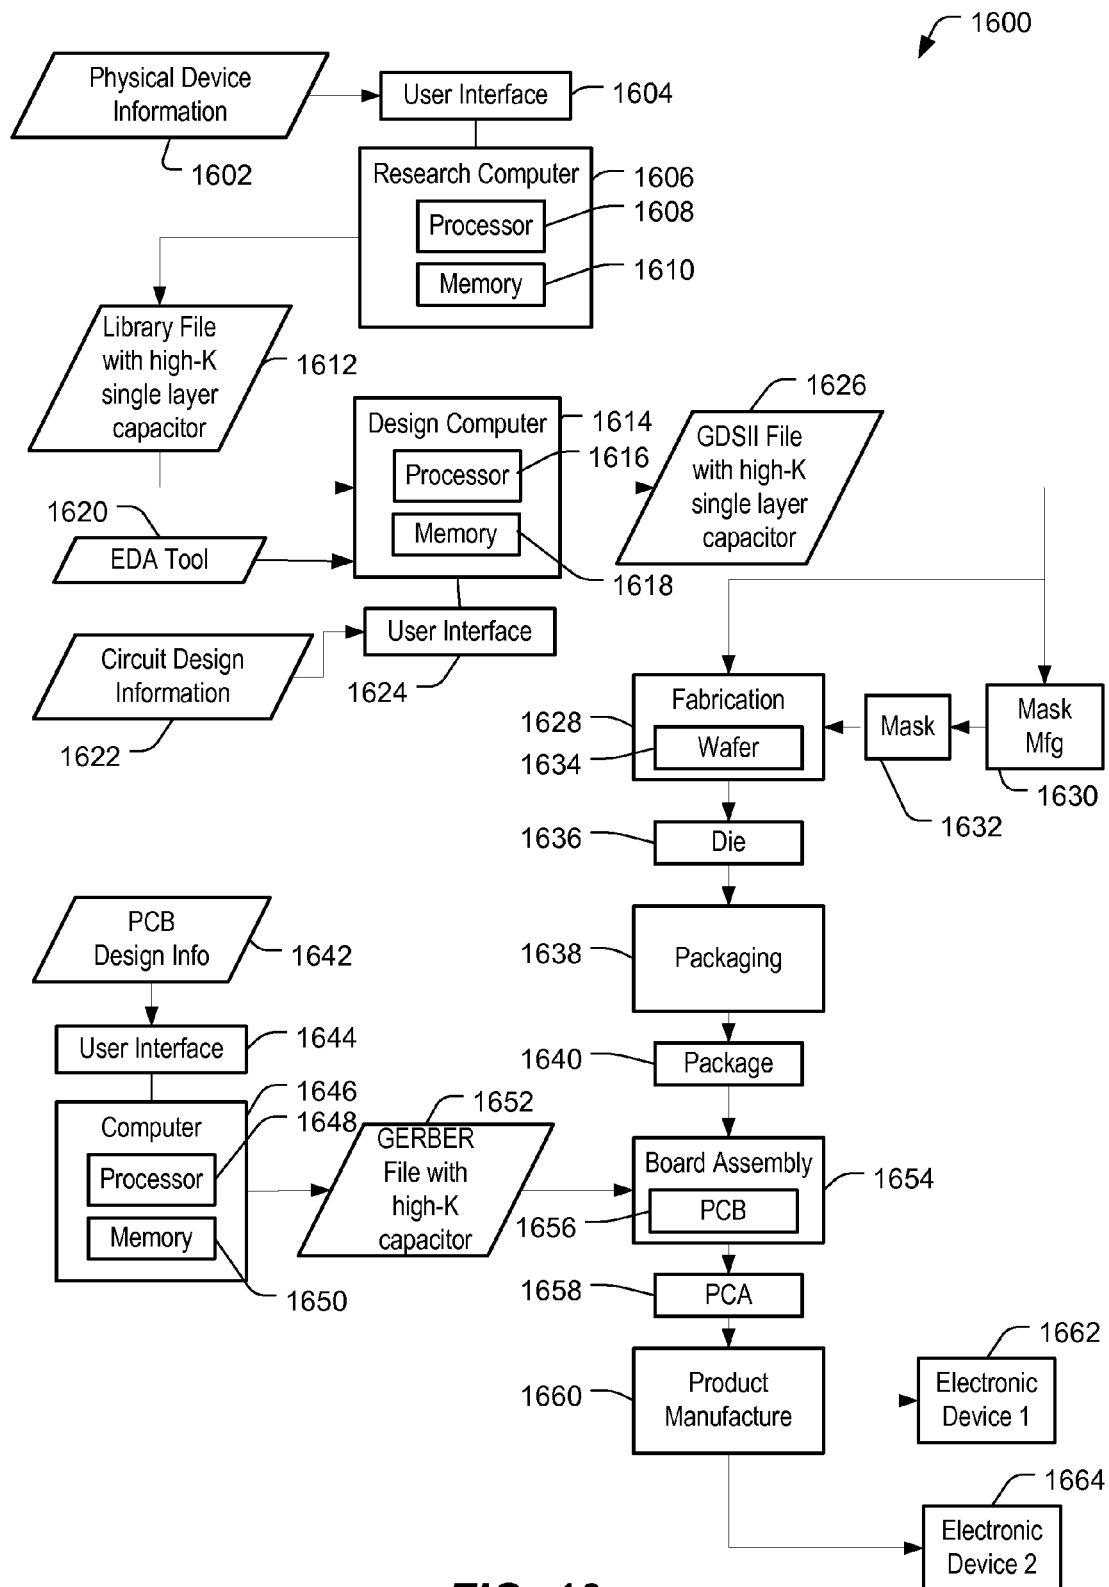 1600
Physical Device
Information
1602
User Interface
1604
Research Computer
1606
Processor
1608
Memory
1610
Library File
with high-K
single layer
capacitor
1612
Design Computer
1614
Processor
1616
Memory
1618
1620
EDA Tool
1626
GDSII File
with high-K
single layer
capacitor
User Interface
1624
Circuit Design
Information
1622
Fabrication
1628
Wafer
1634
Mask
1632
Mask
Mfg
1630
1636
Die
1638
Packaging
1640
Package
PCB
Design Info
1642
User Interface
1644
1646
Computer
1648
Processor
Memory
1650
1652
GERBER
File with
high-K
capacitor
Board Assembly
1654
1656
PCB
1658
PCA
1660
Product
Manufacture
1662
Electronic
Device 1
1664
Electronic
Device 2